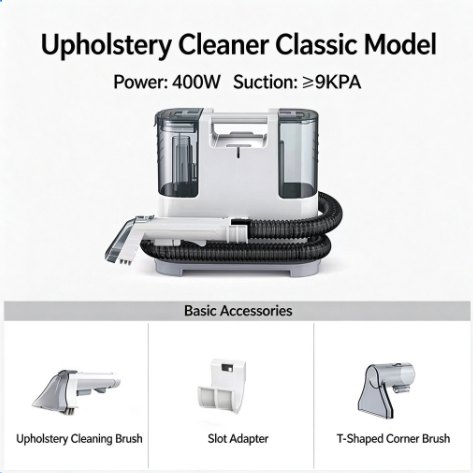 Upholstery Cleaner Classic Model
Power: 400W Suction: ≥9KPA
Basic Accessories
Upholstery Cleaning Brush
Slot Adapter
T-Shaped Corner Brush